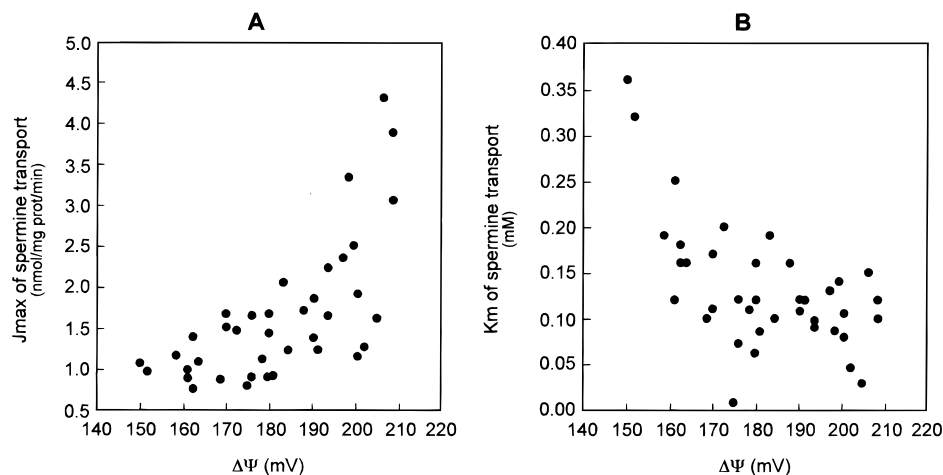 A
Jmax of spermine transport
(nmol/mg prot/min)
5.0
4.5
4.0
3.5
3.0
2.5
2.0
1.5
1.0
0.5
140 150 160 170 180 190 200 210 220
ΔΨ (mV)
B
Km of spermine transport
(mM)
0.40
0.35
0.30
0.25
0.20
0.15
0.10
0.05
0.00
140 150 160 170 180 190 200 210 220
ΔΨ (mV)